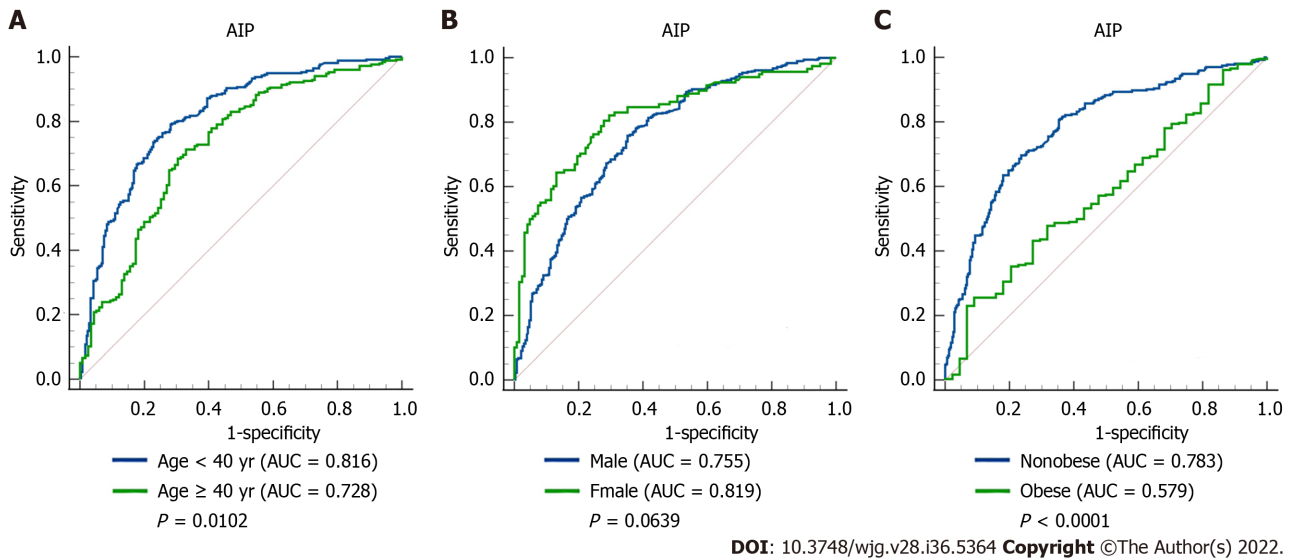 A
AIP
1.0
0.8
0.6
0.4
0.2
0.0
Sensitivity
0.2 0.4 0.6 0.8 1.0
1-specificity
Age < 40 yr (AUC = 0.816)
Age ≥ 40 yr (AUC = 0.728)
P = 0.0102
B
AIP
1.0
0.8
0.6
0.4
0.2
0.0
Sensitivity
0.2 0.4 0.6 0.8 1.0
1-specificity
Male (AUC = 0.755)
Fmale (AUC = 0.819)
P = 0.0639
C
AIP
1.0
0.8
0.6
0.4
0.2
0.0
Sensitivity
0.2 0.4 0.6 0.8 1.0
1-specificity
Nonobese (AUC = 0.783)
Obese (AUC = 0.579)
P < 0.0001
DOI: 10.3748/wjg.v28.i36.5364 Copyright ©The Author(s) 2022.